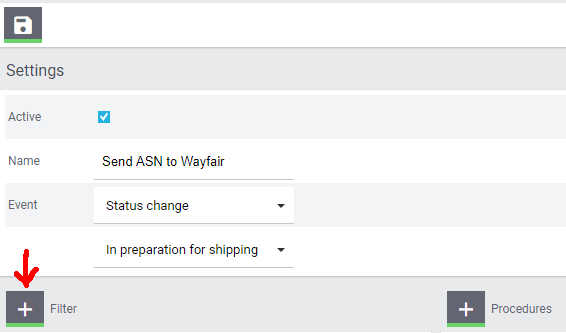 Settings
Active
Name Send ASN to Wayfair
Event Status change
In preparation for shipping
Filter Procedures